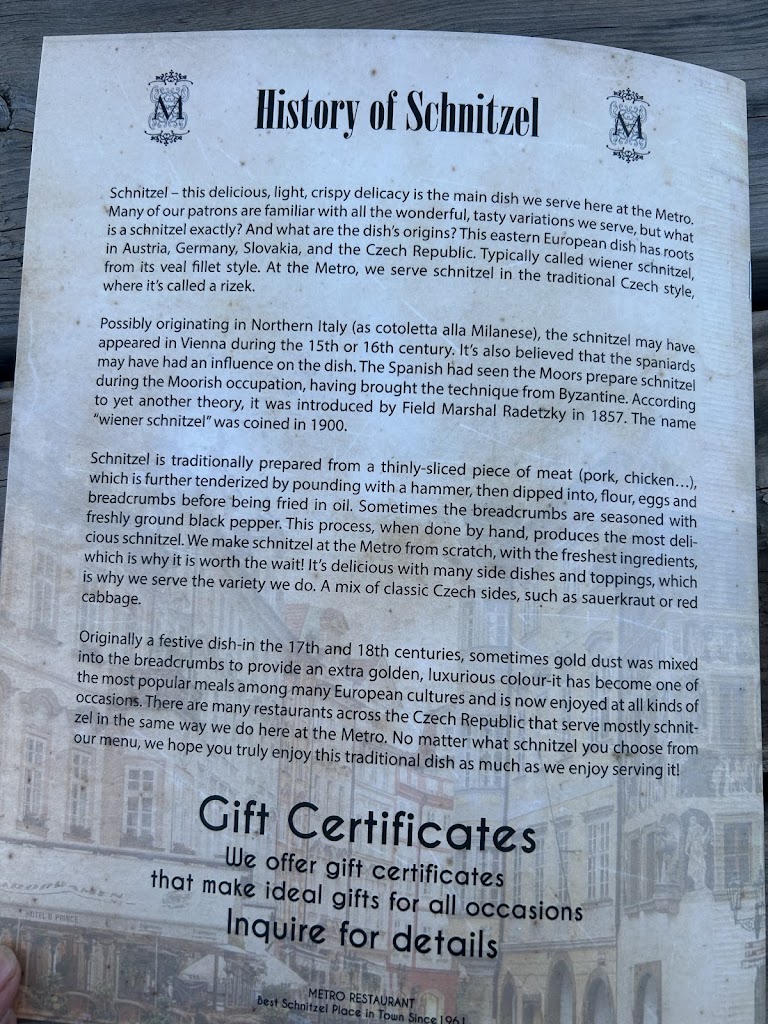 M
History of Schnitzel
M
Schnitzel – this delicious, light, crispy delicacy is the main dish we serve here at the Metro.
Many of our patrons are familiar with all the wonderful, tasty variations we serve, but what
is a schnitzel exactly? And what are the dish's origins? This eastern European dish has roots
in Austria, Germany, Slovakia, and the Czech Republic. Typically called wiener schnitzel,
from its veal fillet style. At the Metro, we serve schnitzel in the traditional Czech style,
where it's called a rizek.
Possibly originating in Northern Italy (as cotoletta alla Milanese), the schnitzel may have
appeared in Vienna during the 15th or 16th century. It's also believed that the spaniards
may have had an influence on the dish. The Spanish had seen the Moors prepare schnitzel
during the Moorish occupation, having brought the technique from Byzantine. According
to yet another theory, it was introduced by Field Marshal Radetzky in 1857. The name
"wiener schnitzel" was coined in 1900.
Schnitzel is traditionally prepared from a thinly-sliced piece of meat (pork, chicken…),
which is further tenderized by pounding with a hammer, then dipped into, flour, eggs and
breadcrumbs before being fried in oil. Sometimes the breadcrumbs are seasoned with
freshly ground black pepper. This process, when done by hand, produces the most deli-
cious schnitzel. We make schnitzel at the Metro from scratch, with the freshest ingredients,
which is why it is worth the wait! It's delicious with many side dishes and toppings, which
is why we serve the variety we do. A mix of classic Czech sides, such as sauerkraut or red
cabbage.
Originally a festive dish-in the 17th and 18th centuries, sometimes gold dust was mixed
into the breadcrumbs to provide an extra golden, luxurious colour-it has become one of
the most popular meals among many European cultures and is now enjoyed at all kinds of
occasions. There are many restaurants across the Czech Republic that serve mostly schnit-
zel in the same way we do here at the Metro. No matter what schnitzel you choose from
our menu, we hope you truly enjoy this traditional dish as much as we enjoy serving it!
Gift Certificates
We offer gift certificates
that make ideal gifts for all occasions
Inquire for details
HOTEL U PRINCE
METRO RESTAURANT
Best Schnitzel Place in Town Since 1961